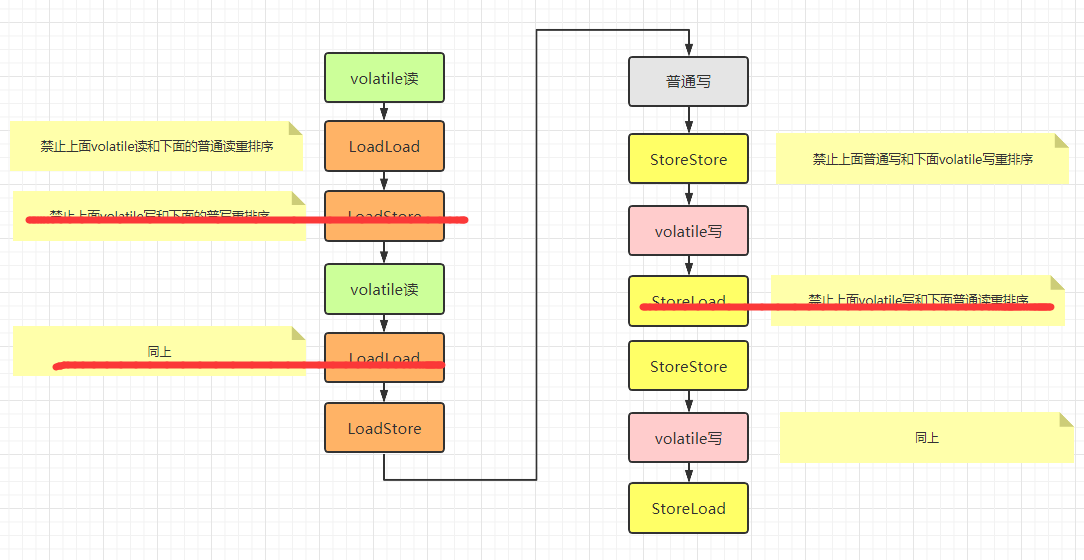 volatile读
禁止上面volatile读和下面的普通读重排序
LoadLoad
禁止上面volatile写和下面的普写重排序
LoadStore
volatile读
同上
LoadLoad
LoadStore
普通写
StoreStore
禁止上面普通写和下面volatile写重排序
volatile写
StoreLoad
禁止上面volatile写和下面普通读重排序
StoreStore
volatile写
同上
StoreLoad